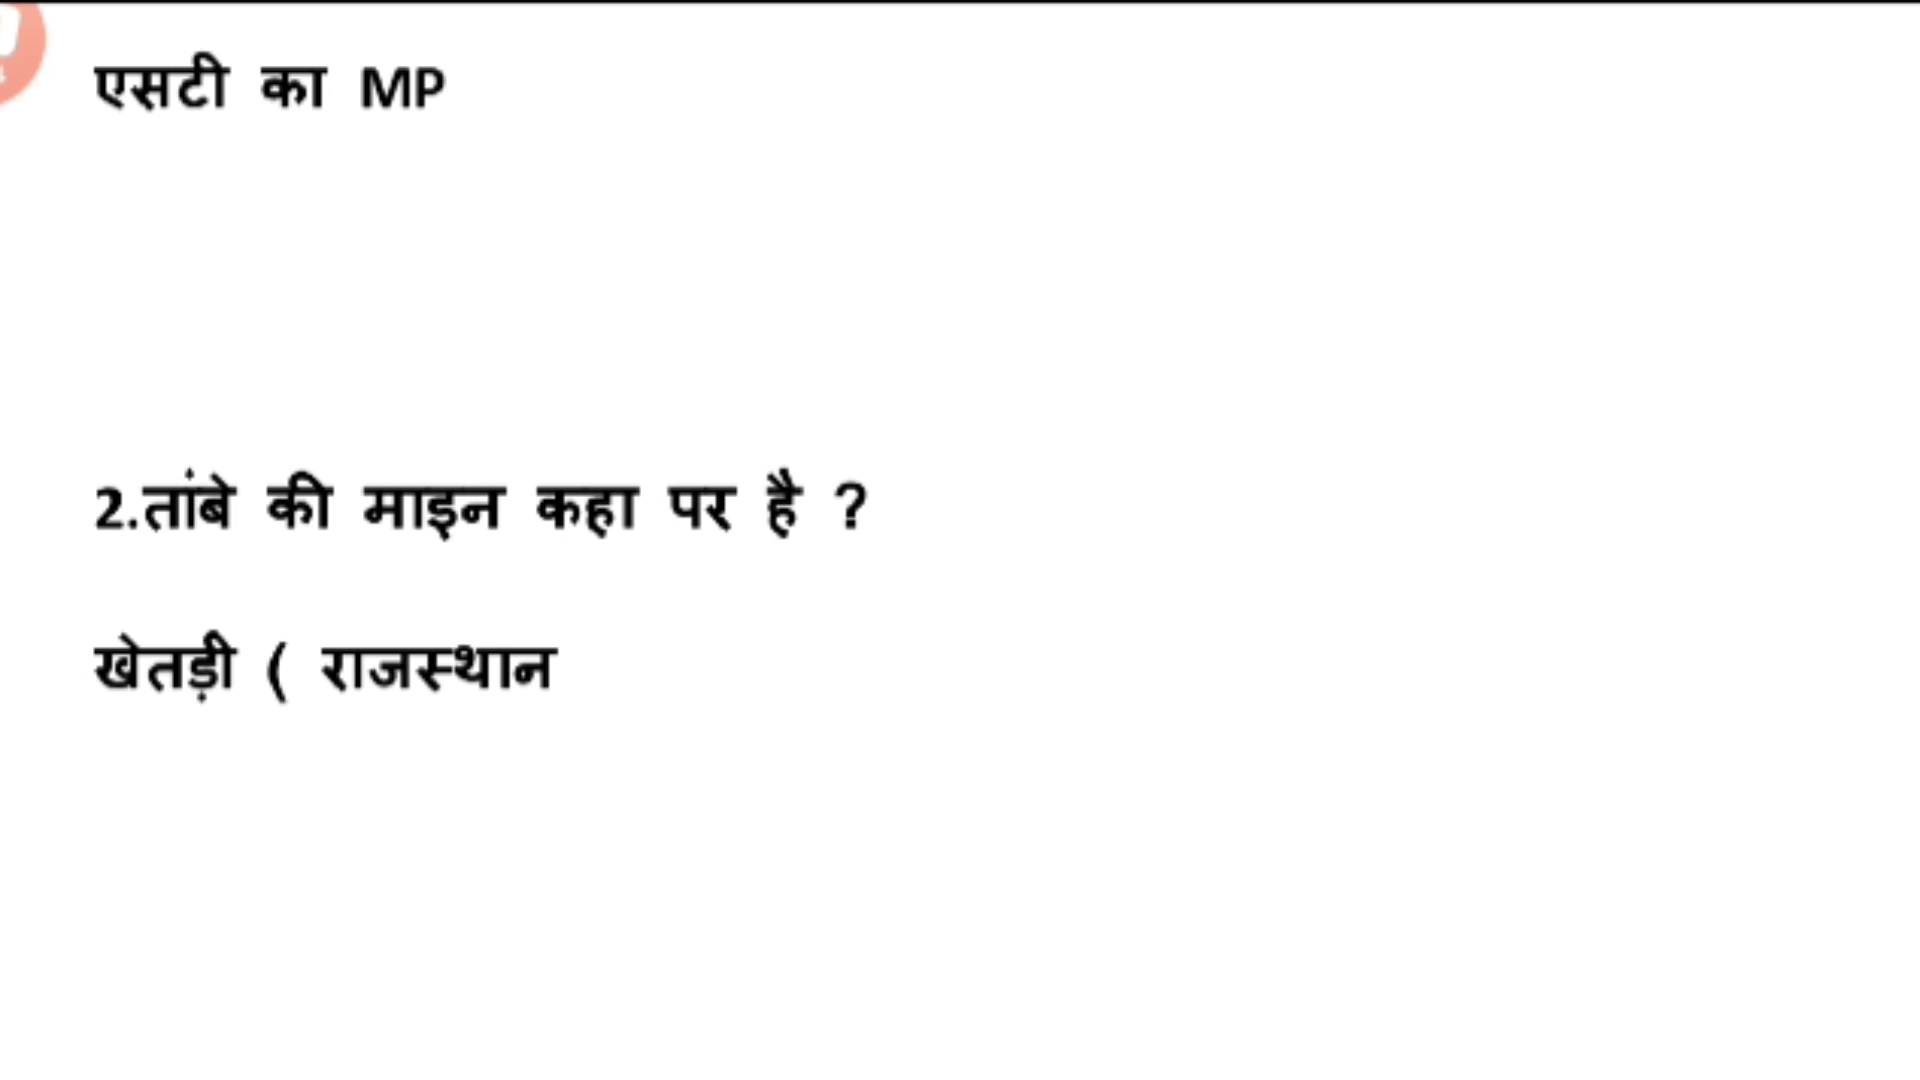 एसटी का MP
2.तांबे की माइन कहा पर है ?
खेतड़ी ( राजस्थान